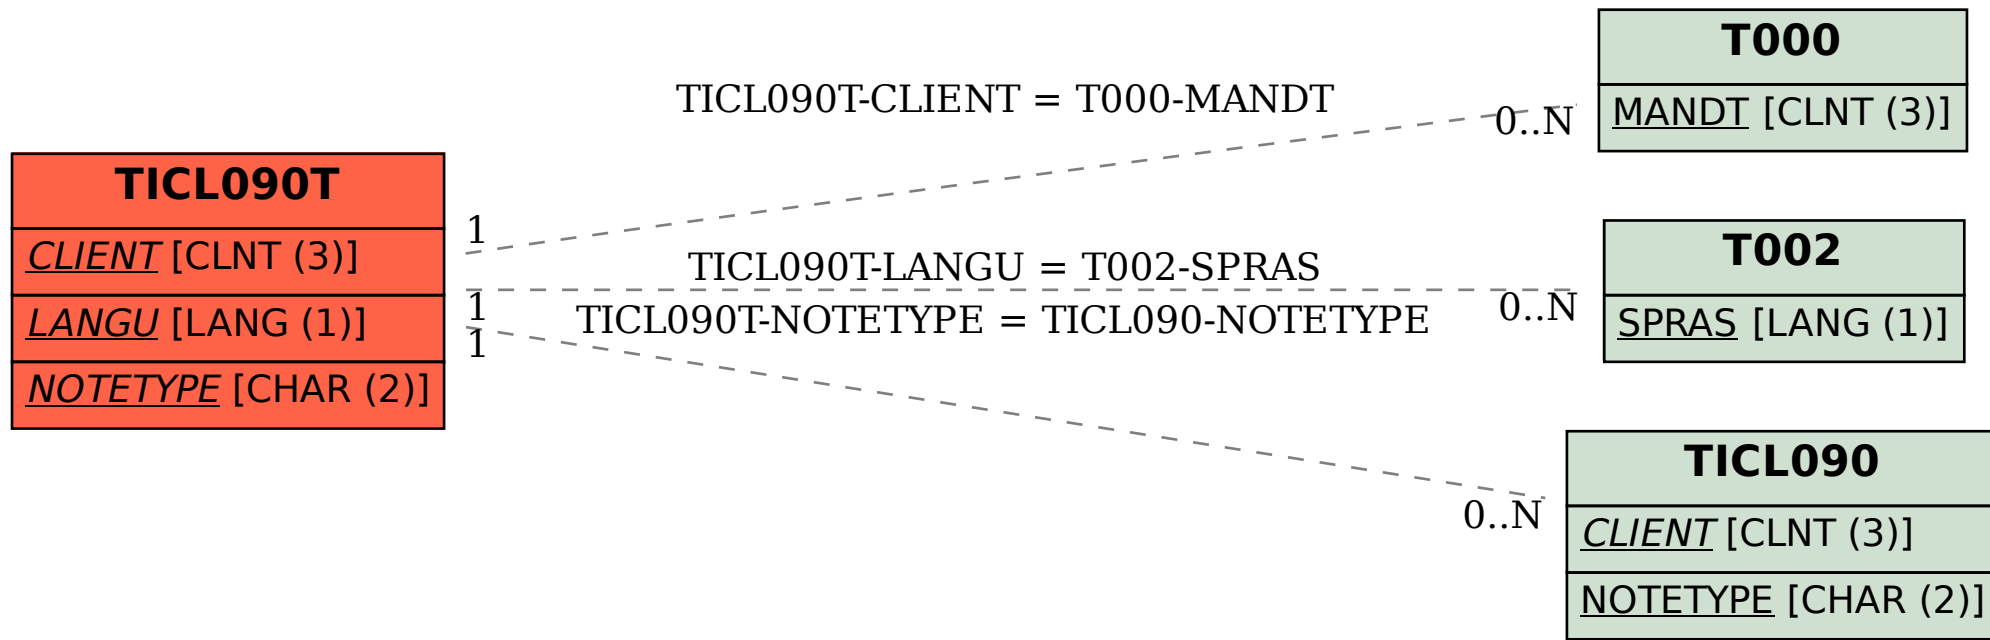 TICL090T
CLIENT [CLNT (3)]
LANGU [LANG (1)]
NOTETYPE [CHAR (2)]
TICL090T-CLIENT = T000-MANDT
1
0..N
TICL090T-LANGU = T002-SPRAS
1
0..N
TICL090T-NOTETYPE = TICL090-NOTETYPE
1
0..N
T000
MANDT [CLNT (3)]
T002
SPRAS [LANG (1)]
TICL090
CLIENT [CLNT (3)]
NOTETYPE [CHAR (2)]